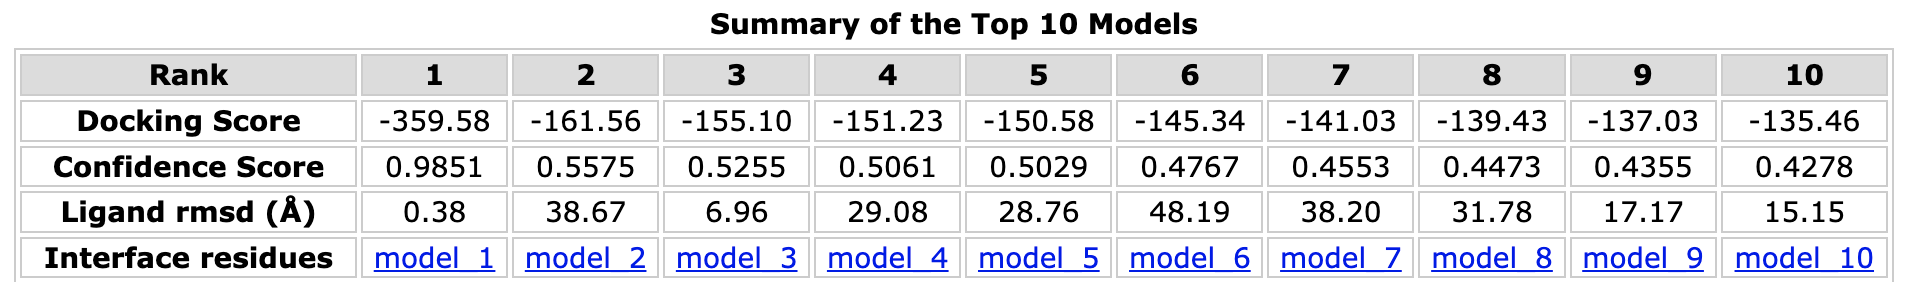 Summary of the Top 10 Models
Rank 1 2 3 4 5 6 7 8 9 10
Docking Score -359.58 -161.56 -155.10 -151.23 -150.58 -145.34 -141.03 -139.43 -137.03 -135.46
Confidence Score 0.9851 0.5575 0.5255 0.5061 0.5029 0.4767 0.4553 0.4473 0.4355 0.4278
Ligand rmsd (Å) 0.38 38.67 6.96 29.08 28.76 48.19 38.20 31.78 17.17 15.15
Interface residues model_1 model_2 model_3 model_4 model_5 model_6 model_7 model_8 model_9 model_10